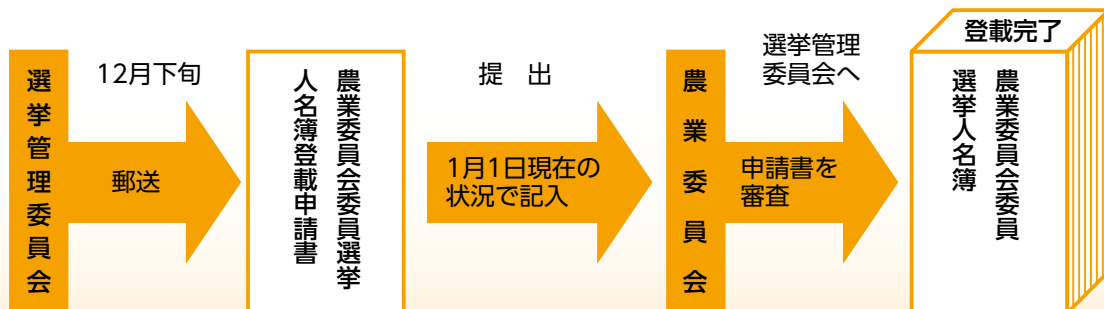 選挙管理委員会
12月下旬
郵送
農業委員会委員選挙
人名簿登載申請書
提　出
1月1日現在の
状況で記入
農業委員会
選挙管理
委員会へ
申請書を
審査
登載完了
農業委員会委員
選挙人名簿